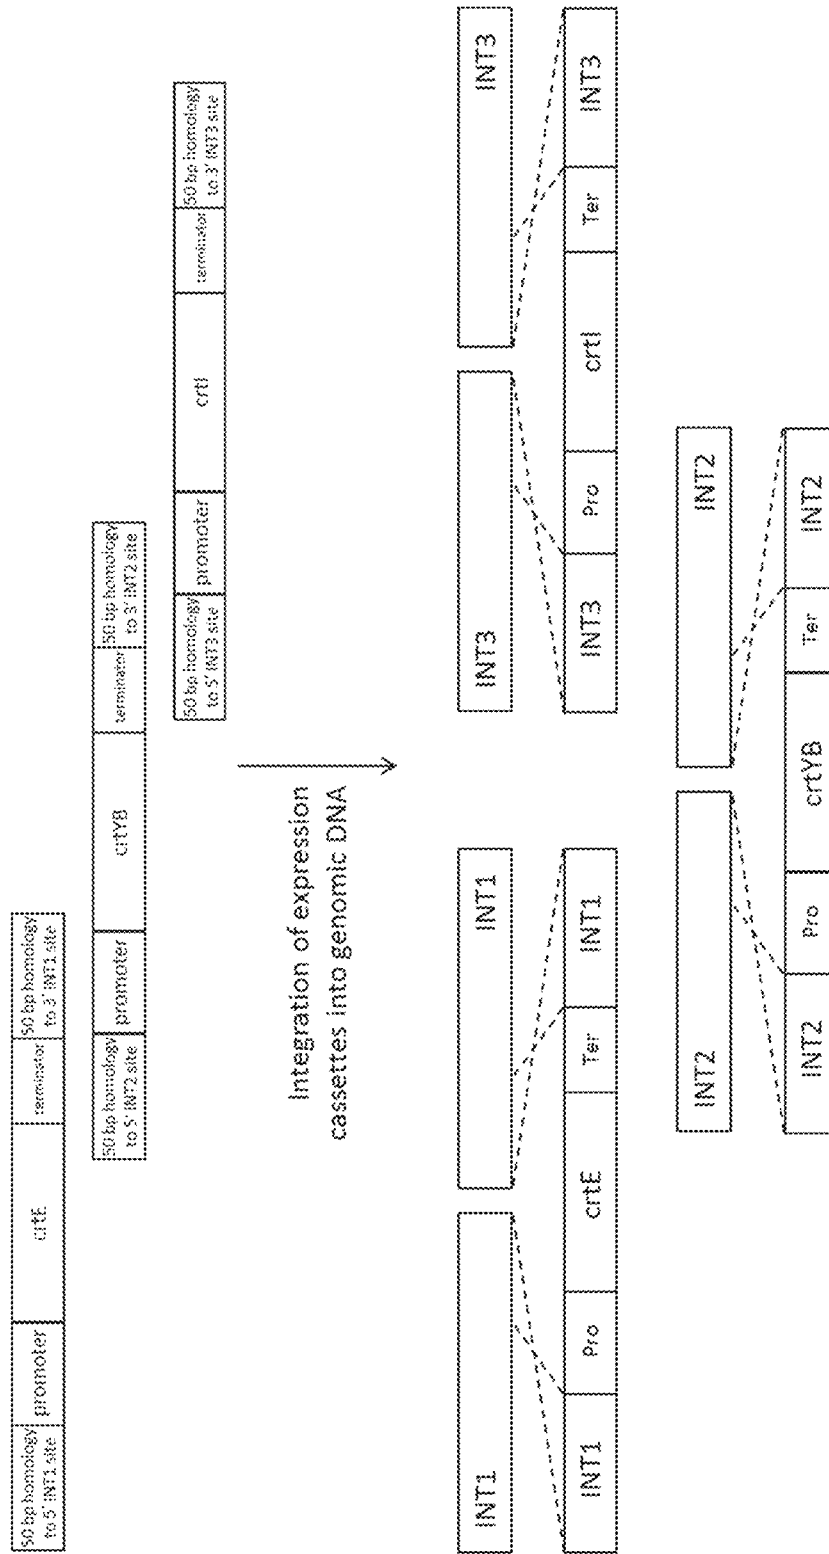 50 bp homology
to 5' INT1 site
promoter
crtE
terminator
50 bp homology
to 3' INT1 site
50 bp homology
to 5' INT2 site
promoter
crtYB
terminator
50 bp homology
to 3' INT2 site
50 bp homology
to 5' INT3 site
promoter
crtI
terminator
50 bp homology
to 3' INT3 site
Integration of expression
cassettes into genomic DNA
INT1
INT1
INT3
INT3
INT1
Pro
crtE
Ter
INT1
INT3
Pro
crtI
Ter
INT3
INT2
INT2
INT2
Pro
crtYB
Ter
INT2